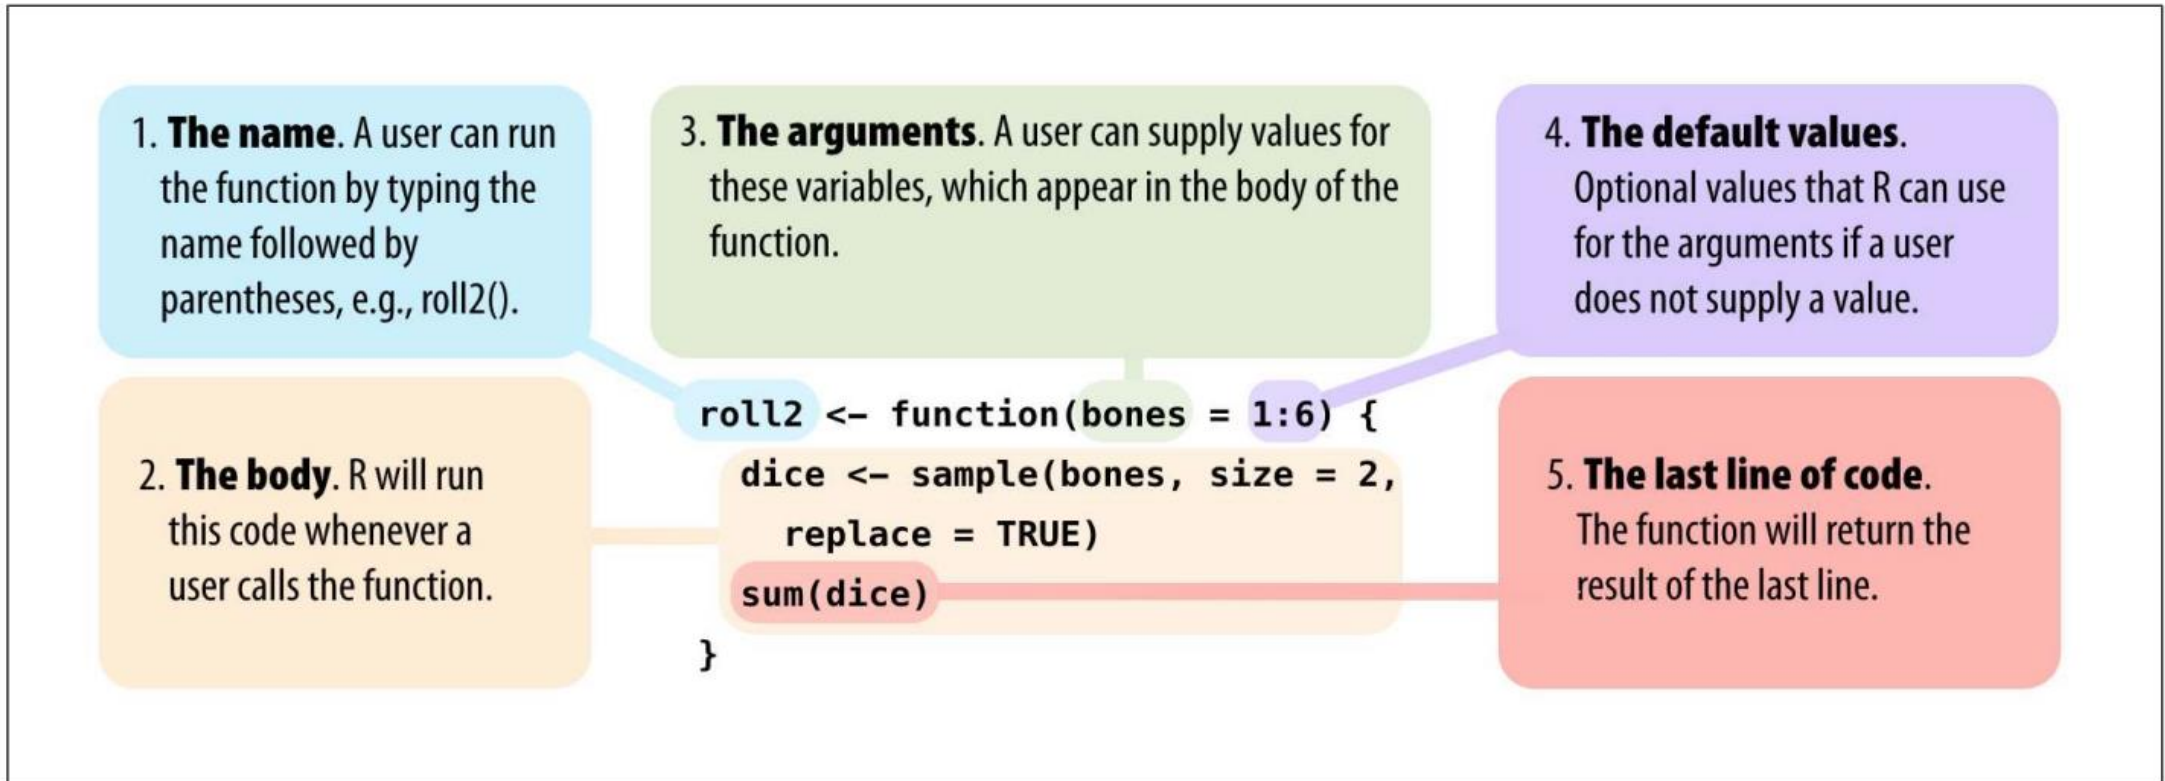 1. The name. A user can run
the function by typing the
name followed by
parentheses, e.g., roll2().
2. The body. R will run
this code whenever a
user calls the function.
3. The arguments. A user can supply values for
these variables, which appear in the body of the
function.
4. The default values.
Optional values that R can use
for the arguments if a user
does not supply a value.
5. The last line of code.
The function will return the
result of the last line.
roll2 <- function(bones = 1:6) {
dice <- sample(bones, size = 2,
replace = TRUE)
sum(dice)
}